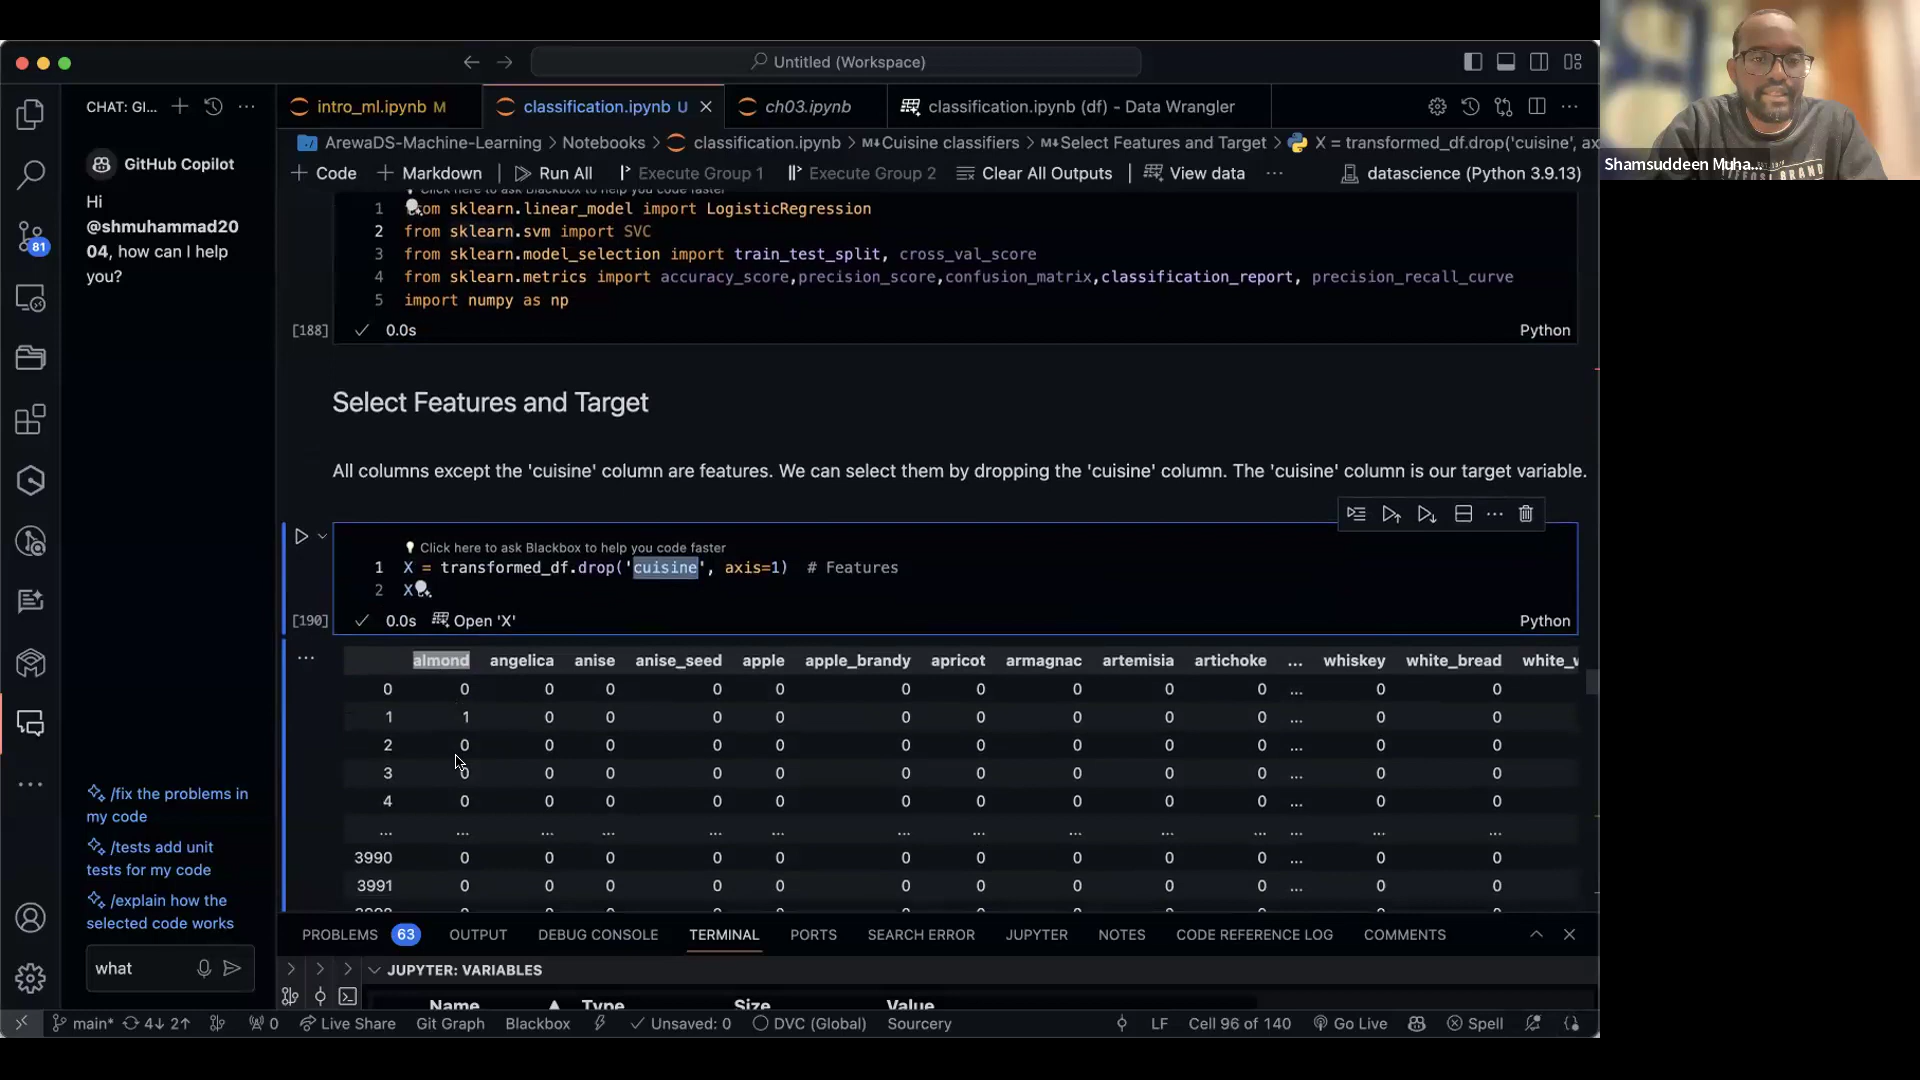 Untitled (Workspace)
CHAT: GI...
intro_ml.ipynb M
classification.ipynb U
ch03.ipynb
classification.ipynb (df) - Data Wrangler
ArewaDS-Machine-Learning > Notebooks > classification.ipynb > M↓Cuisine classifiers > M↓Select Features and Target > X = transformed_df.drop('cuisine', ax
+ Code + Markdown Run All Execute Group 1 Execute Group 2 Clear All Outputs View data ... datascience (Python 3.9.13)
Shamsuddeen Muha...
GitHub Copilot
Hi
@shmuhammad20
04, how can I help
you?
81
Click here to ask Blackbox to help you code faster
1 from sklearn.linear_model import LogisticRegression
2 from sklearn.svm import SVC
3 from sklearn.model_selection import train_test_split, cross_val_score
4 from sklearn.metrics import accuracy_score,precision_score,confusion_matrix,classification_report, precision_recall_curve
5 import numpy as np
[188] 0.0s Python
Select Features and Target
All columns except the 'cuisine' column are features. We can select them by dropping the 'cuisine' column. The 'cuisine' column is our target variable.
Click here to ask Blackbox to help you code faster
1 X = transformed_df.drop('cuisine', axis=1) # Features
2 X
[190] 0.0s Open 'X' Python
almond angelica anise anise_seed apple apple_brandy apricot armagnac artemisia artichoke ... whiskey white_bread white_v
0 0 0 0 0 0 0 0 0 0 0 ... 0 0
1 1 0 0 0 0 0 0 0 0 0 ... 0 0
2 0 0 0 0 0 0 0 0 0 0 ... 0 0
3 0 0 0 0 0 0 0 0 0 0 ... 0 0
4 0 0 0 0 0 0 0 0 0 0 ... 0 0
... ... ... ... ... ... ... ... ... ... ... ... ... ...
3990 0 0 0 0 0 0 0 0 0 0 ... 0 0
3991 0 0 0 0 0 0 0 0 0 0 ... 0 0
/fix the problems in
my code
/tests add unit
tests for my code
/explain how the
selected code works
what
PROBLEMS 63 OUTPUT DEBUG CONSOLE TERMINAL PORTS SEARCH ERROR JUPYTER NOTES CODE REFERENCE LOG COMMENTS
JUPYTER: VARIABLES
Name Type Size Value
main* 4↓ 2↑ 0 Live Share Git Graph Blackbox Unsaved: 0 DVC (Global) Sourcery LF Cell 96 of 140 Go Live Spell